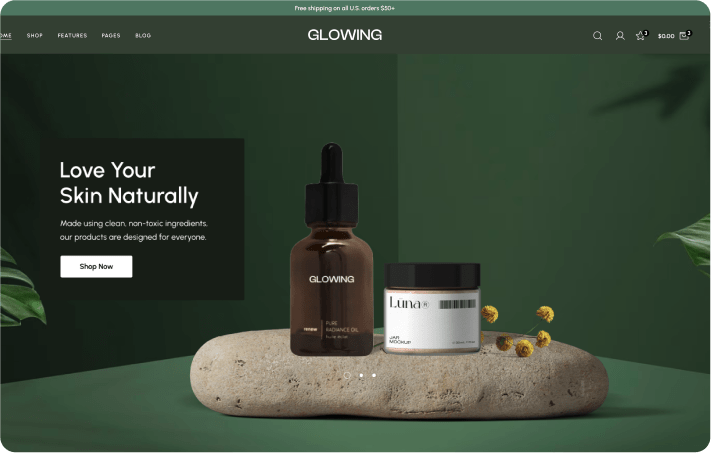 Free shipping on all U.S. orders $50+
OME SHOP FEATURES PAGES BLOG
GLOWING
3 $0.00 3
Love Your
Skin Naturally
Made using clean, non-toxic ingredients,
our products are designed for everyone.
Shop Now
GLOWING
PURE
RADIANCE OIL
Luna®
JAR
MOCKUP